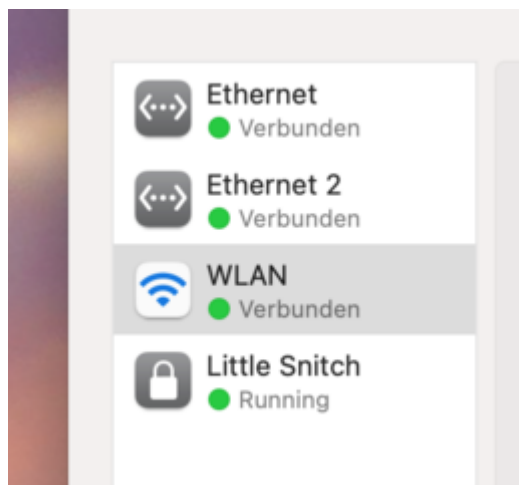 Ethernet
Verbunden
Ethernet 2
Verbunden
WLAN
Verbunden
Little Snitch
Running